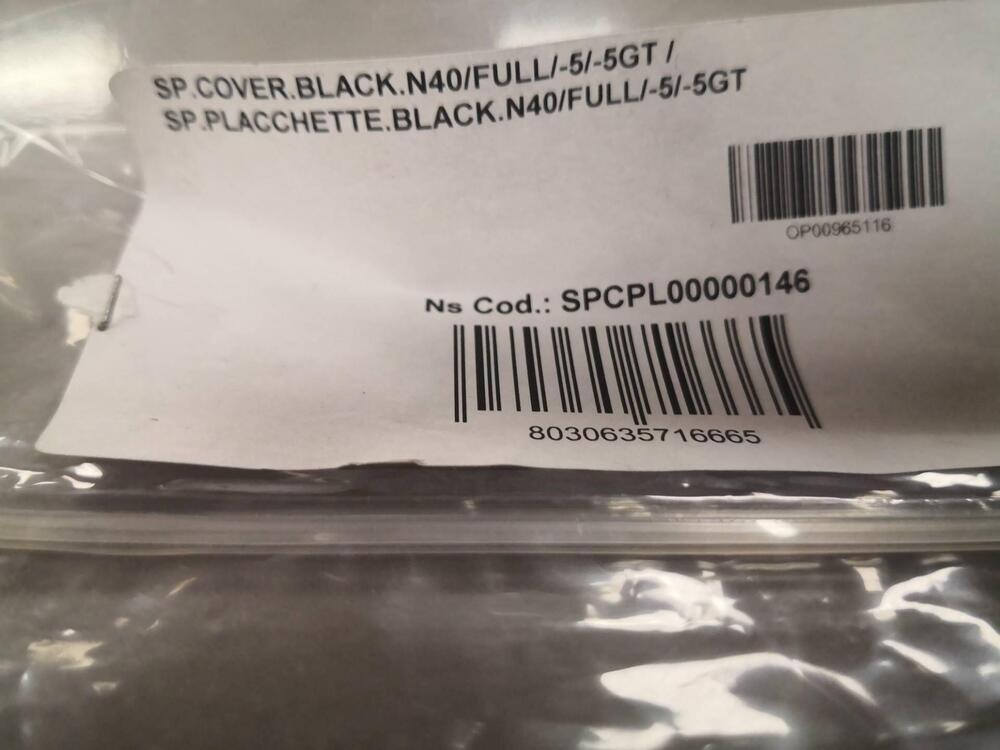 SP.COVER.BLACK.N40/FULL/-5/-5GT /
SP.PLACCHETTE.BLACK.N40/FULL/-5/-5GT
OP00965116
Ns Cod.: SPCPL00000146
8030635716665